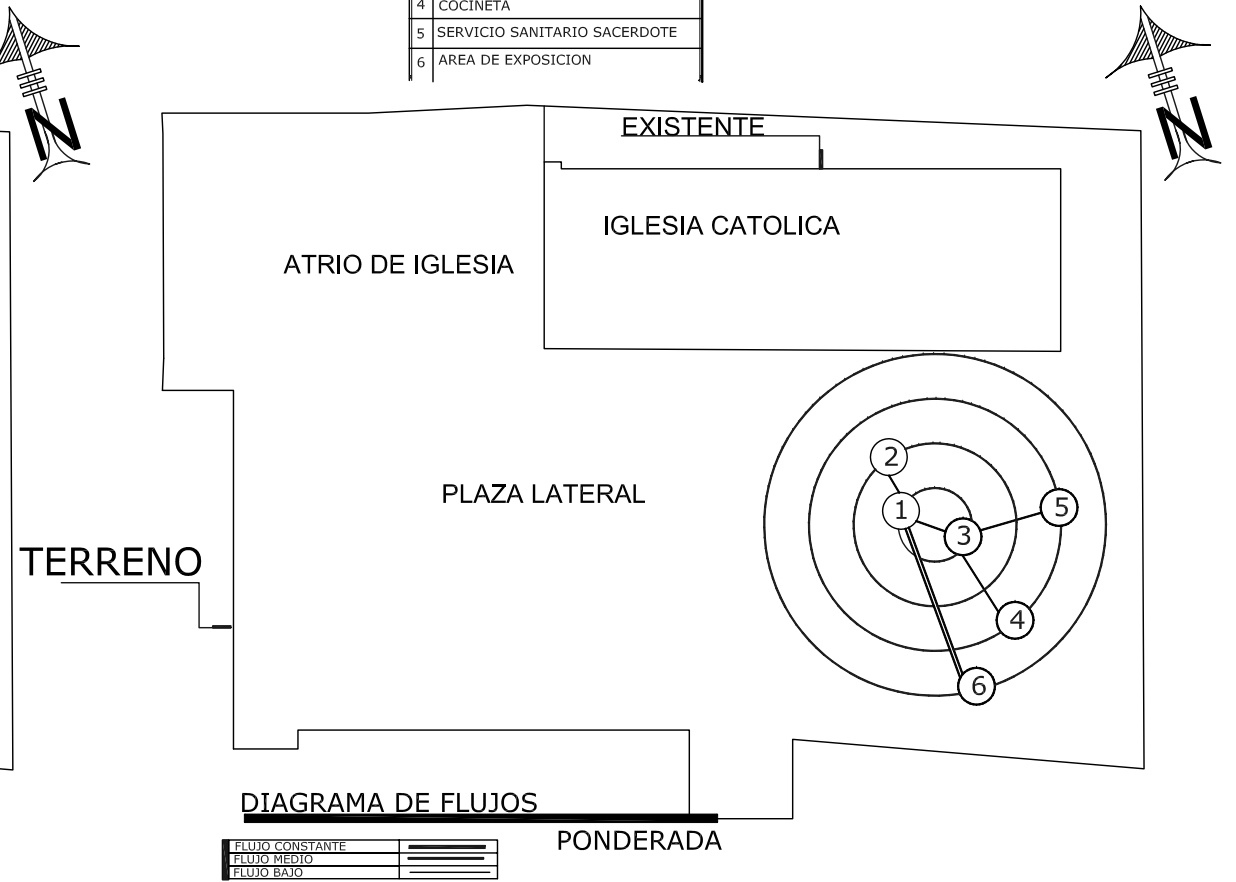 4 COCINETA
5 SERVICIO SANITARIO SACERDOTE
6 AREA DE EXPOSICION
N
N
EXISTENTE
IGLESIA CATOLICA
ATRIO DE IGLESIA
2
PLAZA LATERAL
1
5
3
TERRENO
4
6
DIAGRAMA DE FLUJOS
PONDERADA
FLUJO CONSTANTE
FLUJO MEDIO
FLUJO BAJO